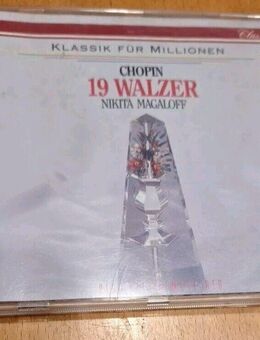 KLASSIK FÜR MILLIONEN
CHOPIN
19 WALZER
NIKITA MAGALOFF